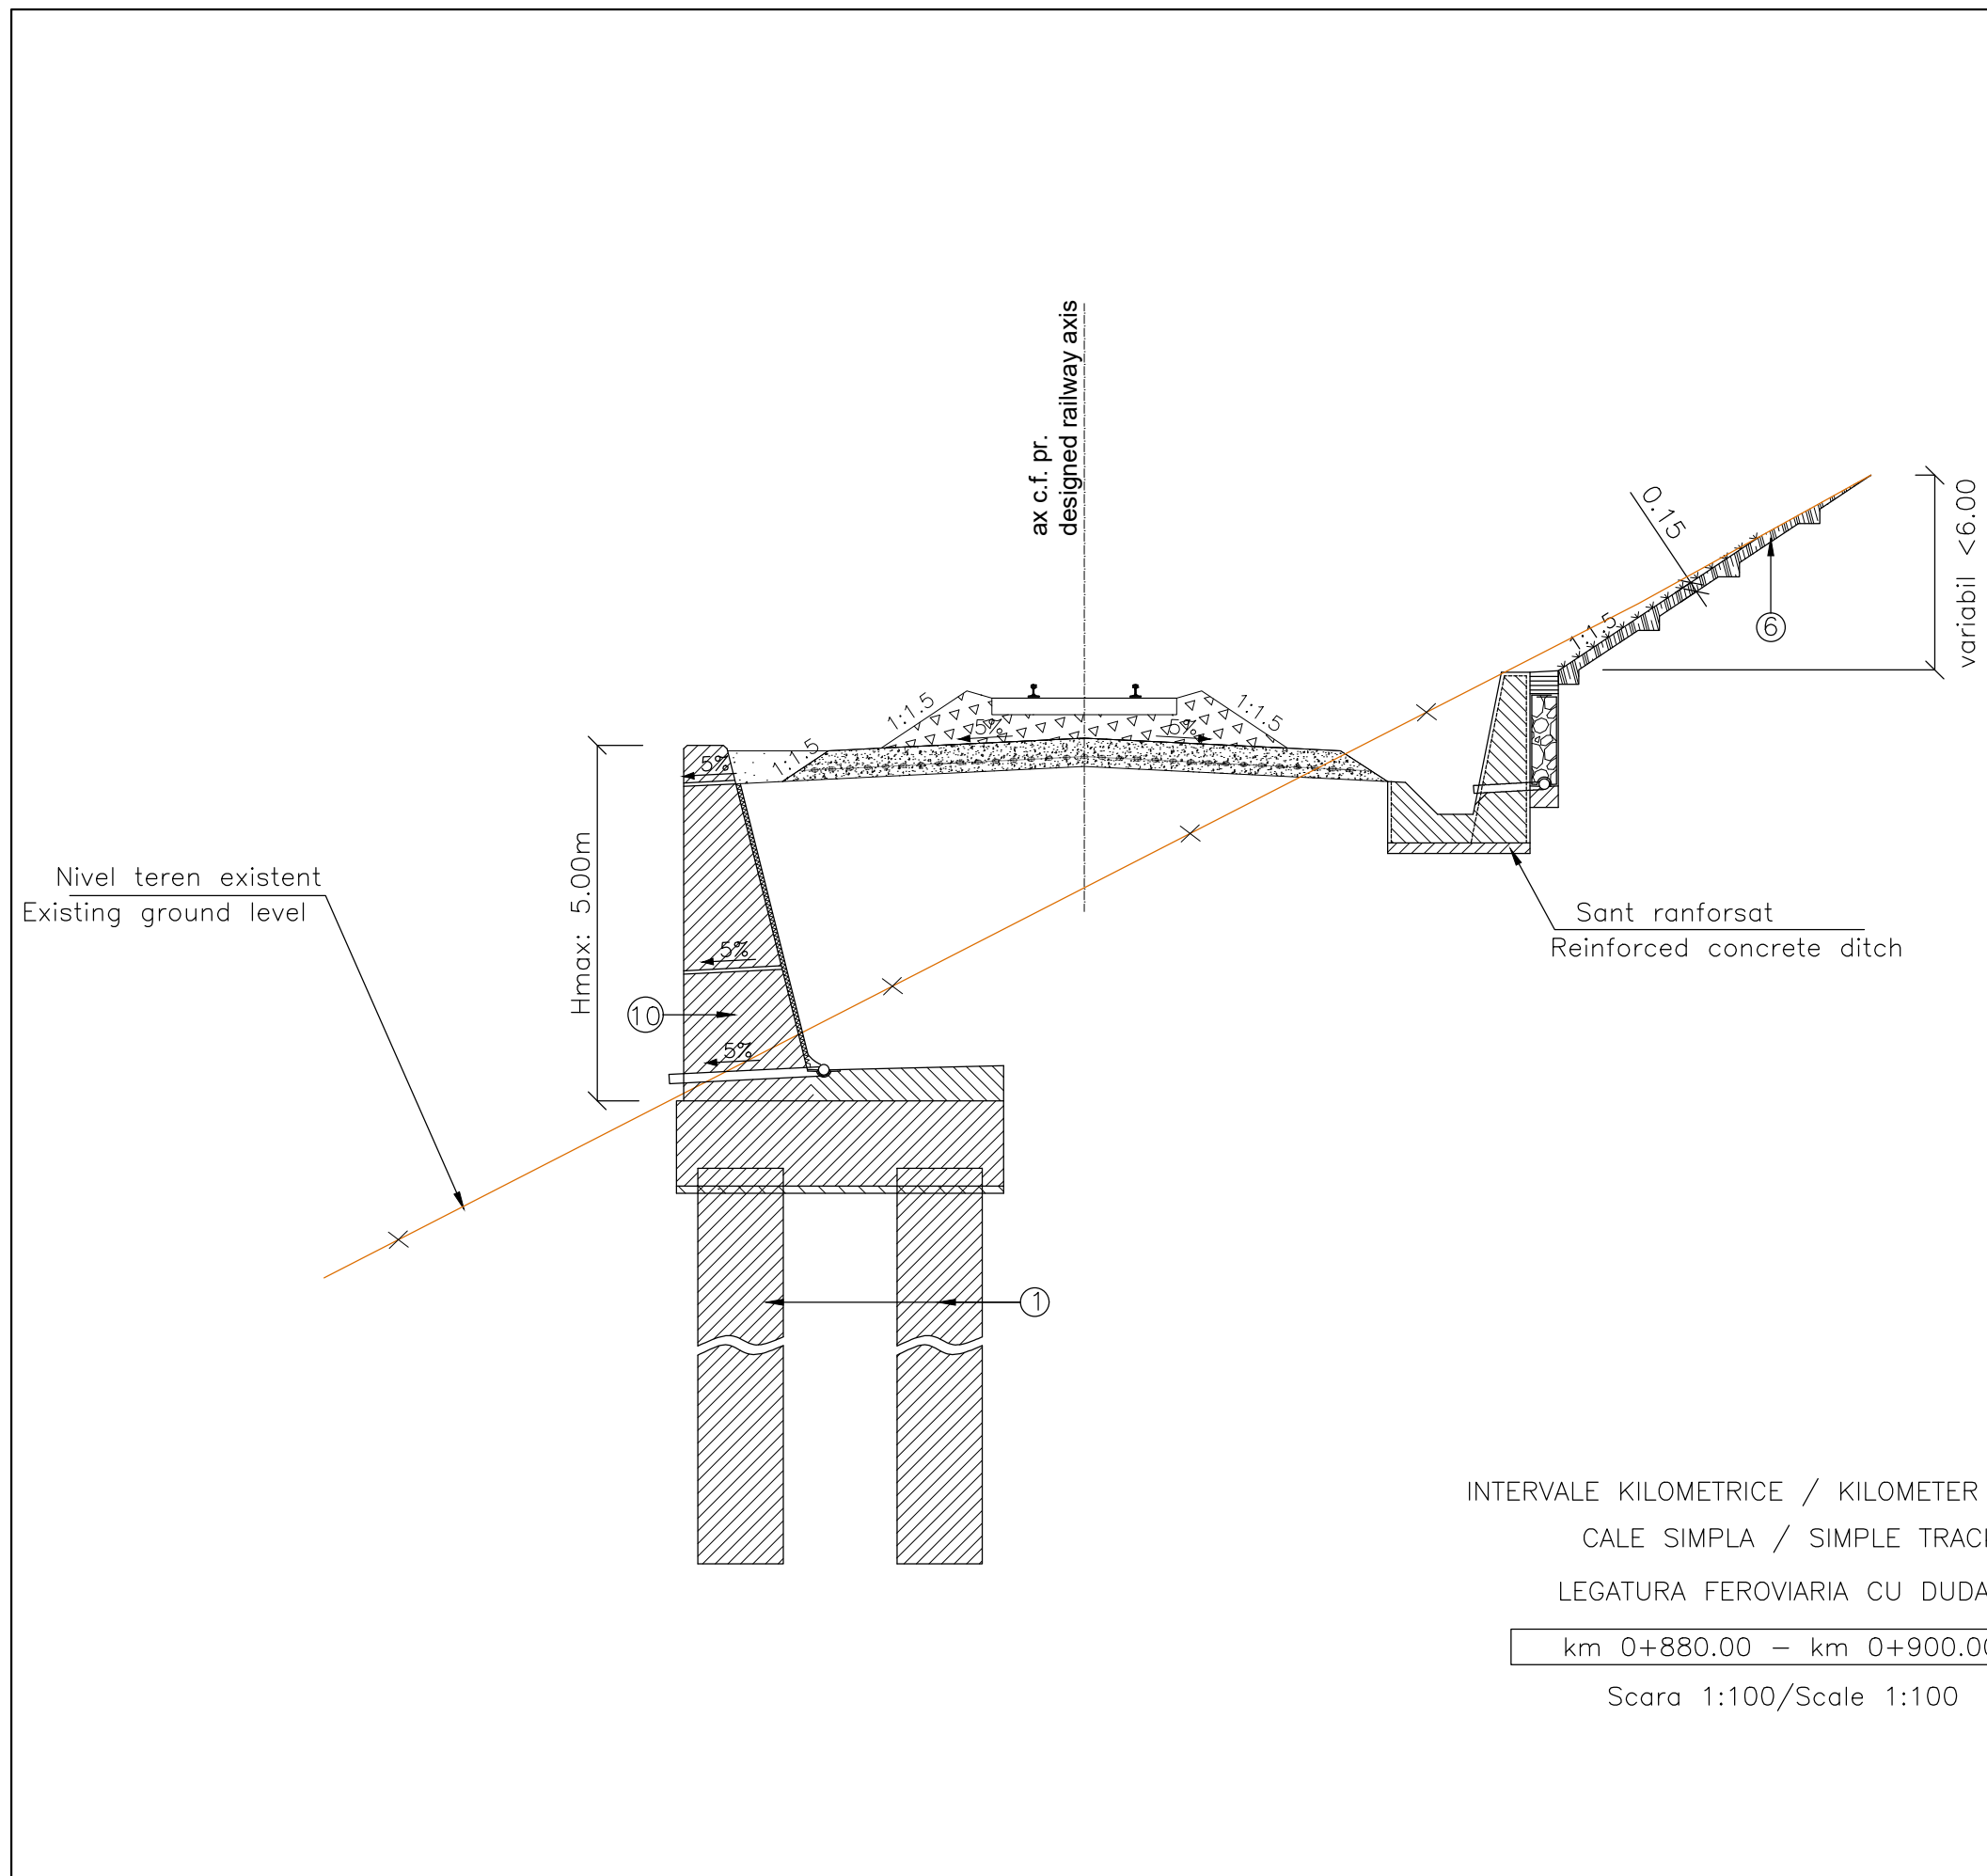 ax c.f. pr.
designed railway axis
0.15
variabil <6.00
1:1.5
6
1:1.5
1:1.5
5%
5%
1:1.5
5%
Hmax: 5.00m
Nivel teren existent
Existing ground level
Sant ranforsat
Reinforced concrete ditch
5%
10
5%
1
INTERVALE KILOMETRICE / KILOMETER
CALE SIMPLA / SIMPLE TRACK
LEGATURA FEROVIARIA CU DUDA
km 0+880.00 – km 0+900.00
Scara 1:100/Scale 1:100